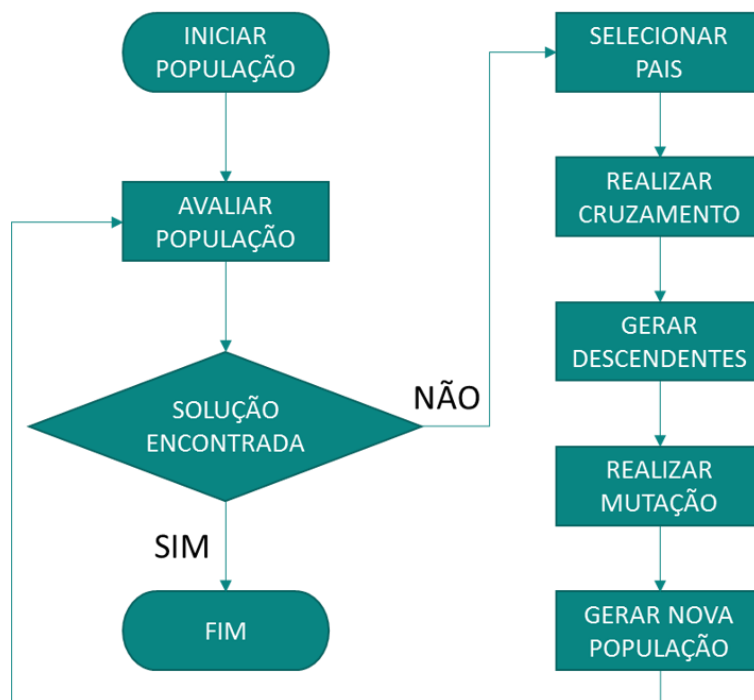 INICIAR
POPULAÇÃO
AVALIAR
POPULAÇÃO
SOLUÇÃO
ENCONTRADA
NÃO
SIM
FIM
SELECIONAR
PAIS
REALIZAR
CRUZAMENTO
GERAR
DESCENDENTES
REALIZAR
MUTAÇÃO
GERAR NOVA
POPULAÇÃO